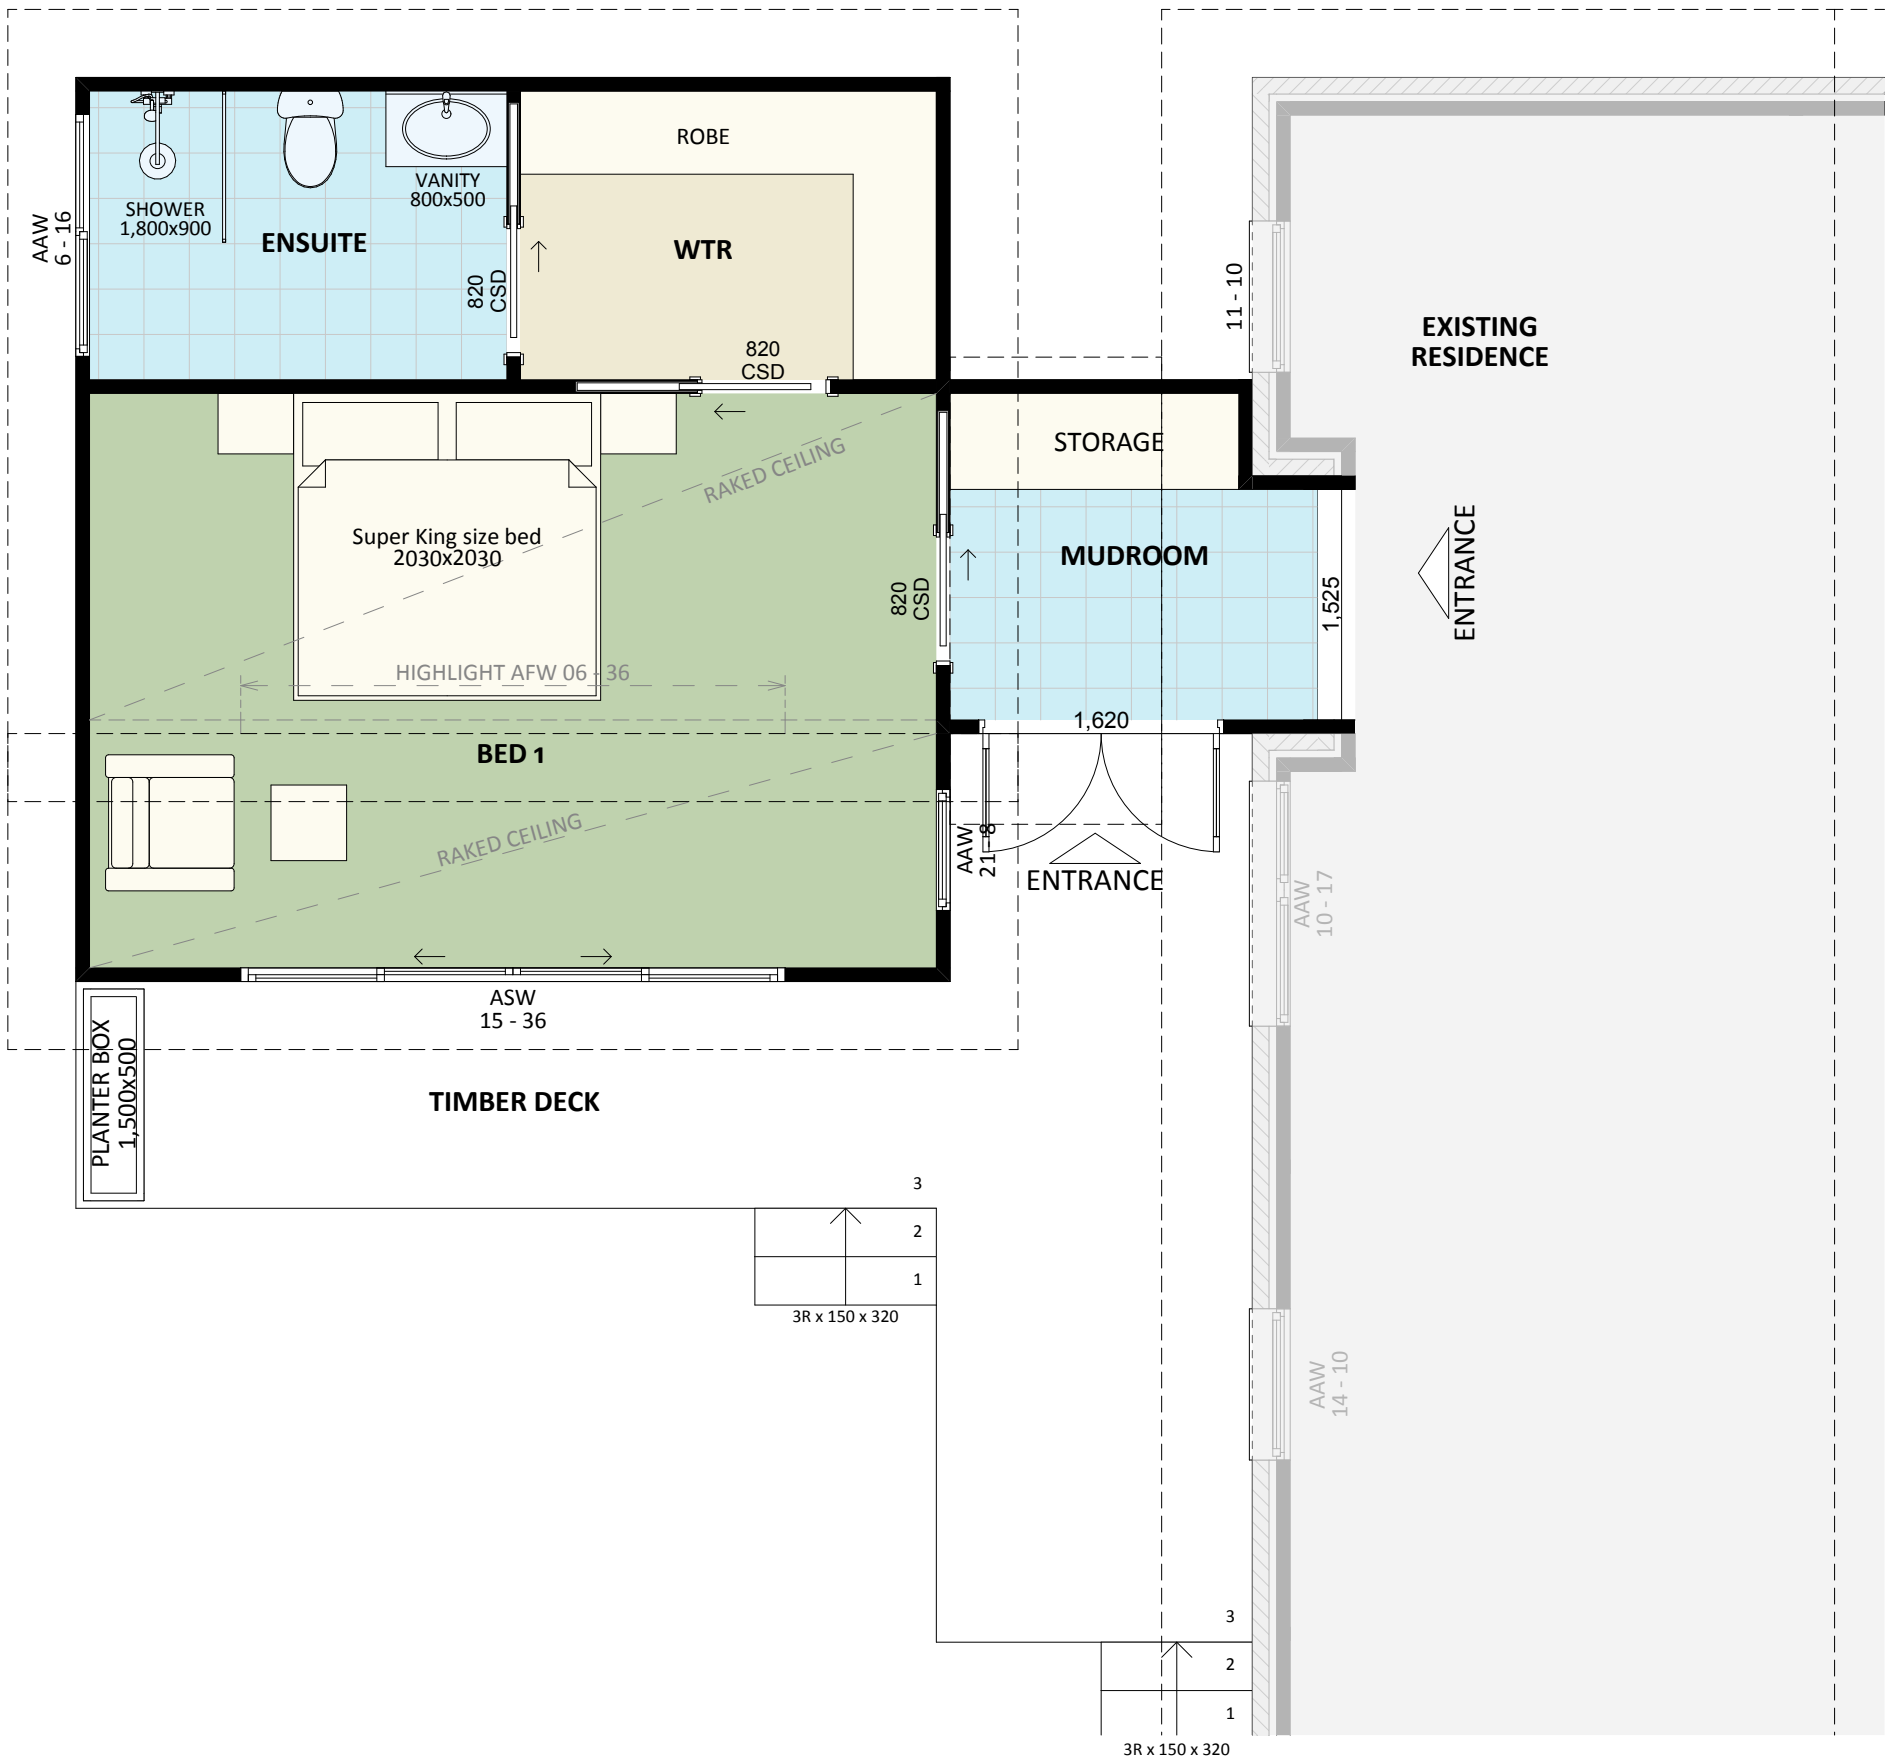 ROBE
VANITY
800x500
SHOWER
1,800x900
AAW
6 - 16
ENSUITE
WTR
820
CSD
820
CSD
11 - 10
EXISTING
RESIDENCE
STORAGE
RAKED CEILING
Super King size bed
2030x2030
MUDROOM
820
CSD
1,525
ENTRANCE
HIGHLIGHT AFW 06 - 36
1,620
BED 1
RAKED CEILING
AAW
21 - 8
ENTRANCE
AAW
10 - 17
ASW
15 - 36
PLANTER BOX
1,500x500
TIMBER DECK
3
2
1
3R x 150 x 320
AAW
14 - 10
3
2
1
3R x 150 x 320